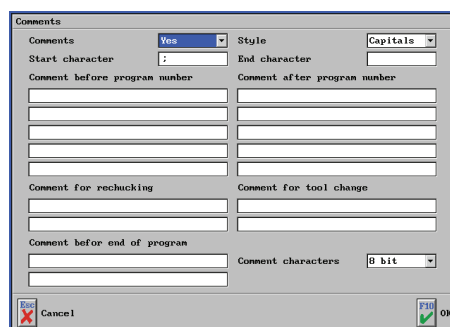 Comments
Comments Yes Style Capitals
Start character ; End character
Comment before program number Comment after program number
Comment for rechucking Comment for tool change
Comment befor end of program
Comment characters 8 bit
Esc Cancel F10 OK